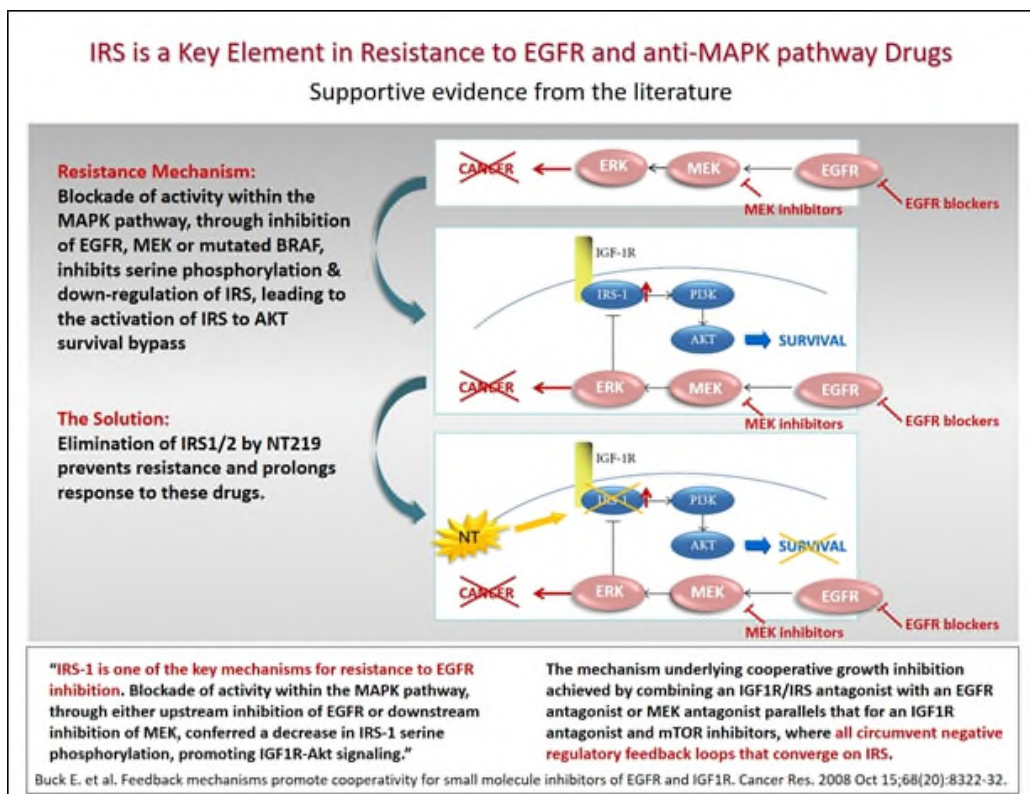 IRS is a Key Element in Resistance to EGFR and anti-MAPK pathway Drugs
Supportive evidence from the literature
Resistance Mechanism:
Blockade of activity within the
MAPK pathway, through inhibition
of EGFR, MEK or mutated BRAF,
inhibits serine phosphorylation &
down-regulation of IRS, leading to
the activation of IRS to AKT
survival bypass
CANCER
ERK
MEK
EGFR
MEK inhibitors
EGFR blockers
IGF-1R
IRS-1
PI3K
AKT
SURVIVAL
CANCER
ERK
MEK
EGFR
MEK inhibitors
EGFR blockers
The Solution:
Elimination of IRS1/2 by NT219
prevents resistance and prolongs
response to these drugs.
IGF-1R
NT
IRS-1
PI3K
AKT
SURVIVAL
CANCER
ERK
MEK
EGFR
MEK inhibitors
EGFR blockers
"IRS-1 is one of the key mechanisms for resistance to EGFR
inhibition. Blockade of activity within the MAPK pathway,
through either upstream inhibition of EGFR or downstream
inhibition of MEK, conferred a decrease in IRS-1 serine
phosphorylation, promoting IGF1R-Akt signaling."
The mechanism underlying cooperative growth inhibition
achieved by combining an IGF1R/IRS antagonist with an EGFR
antagonist or MEK antagonist parallels that for an IGF1R
antagonist and mTOR inhibitors, where all circumvent negative
regulatory feedback loops that converge on IRS.
Buck E. et al. Feedback mechanisms promote cooperativity for small molecule inhibitors of EGFR and IGF1R. Cancer Res. 2008 Oct 15;68(20):8322-32.